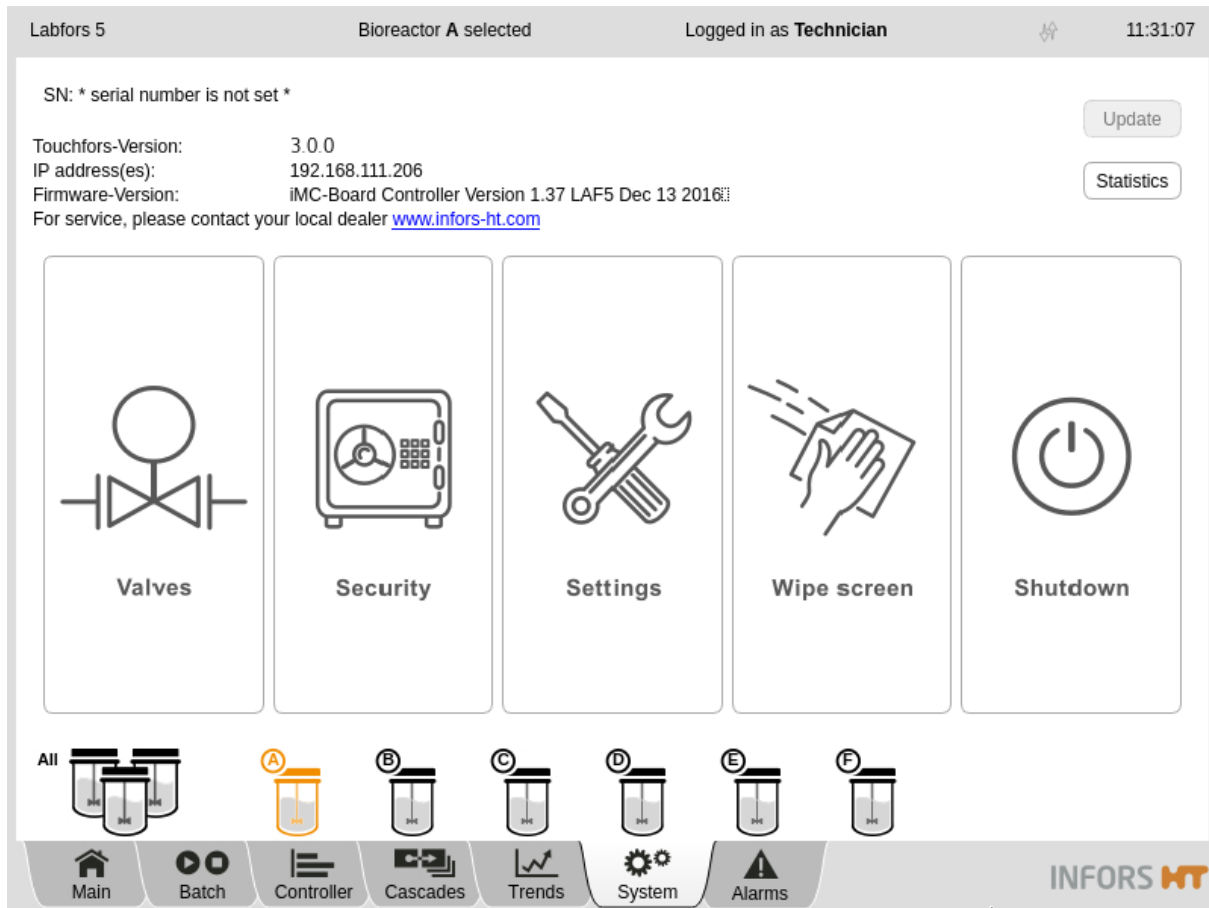 Labfors 5 Bioreactor A selected Logged in as Technician 11:31:07
SN: * serial number is not set *
Update
Touchfors-Version: 3.0.0
IP address(es): 192.168.111.206
Statistics
Firmware-Version: iMC-Board Controller Version 1.37 LAF5 Dec 13 2016
For service, please contact your local dealer www.infors-ht.com
Valves Security Settings Wipe screen Shutdown
All A B C D E F
Main Batch Controller Cascades Trends System Alarms
INFORS HT